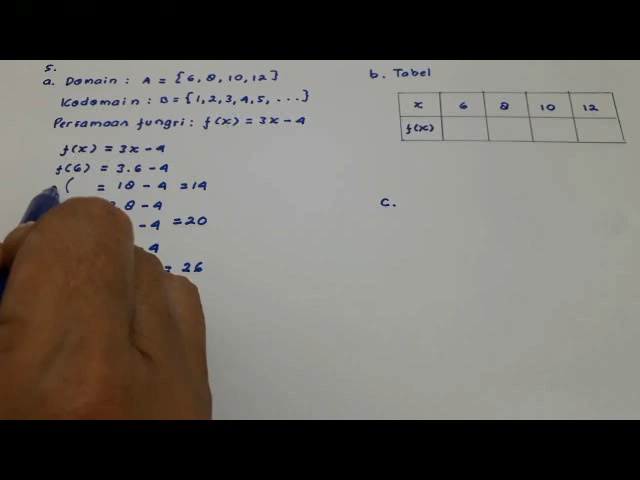 5.
a. Domain : A = {6, 8, 10, 12}
Kodomain : B = {1, 2, 3, 4, 5, ...}
Persamaan fungsi : f(x) = 3x - 4
f(x) = 3x - 4
f(6) = 3.6 - 4
( = 18 - 4 = 14
8 - 4
- 4 = 20
4
= 26
b. Tabel
x 6 8 10 12
f(x)
c.